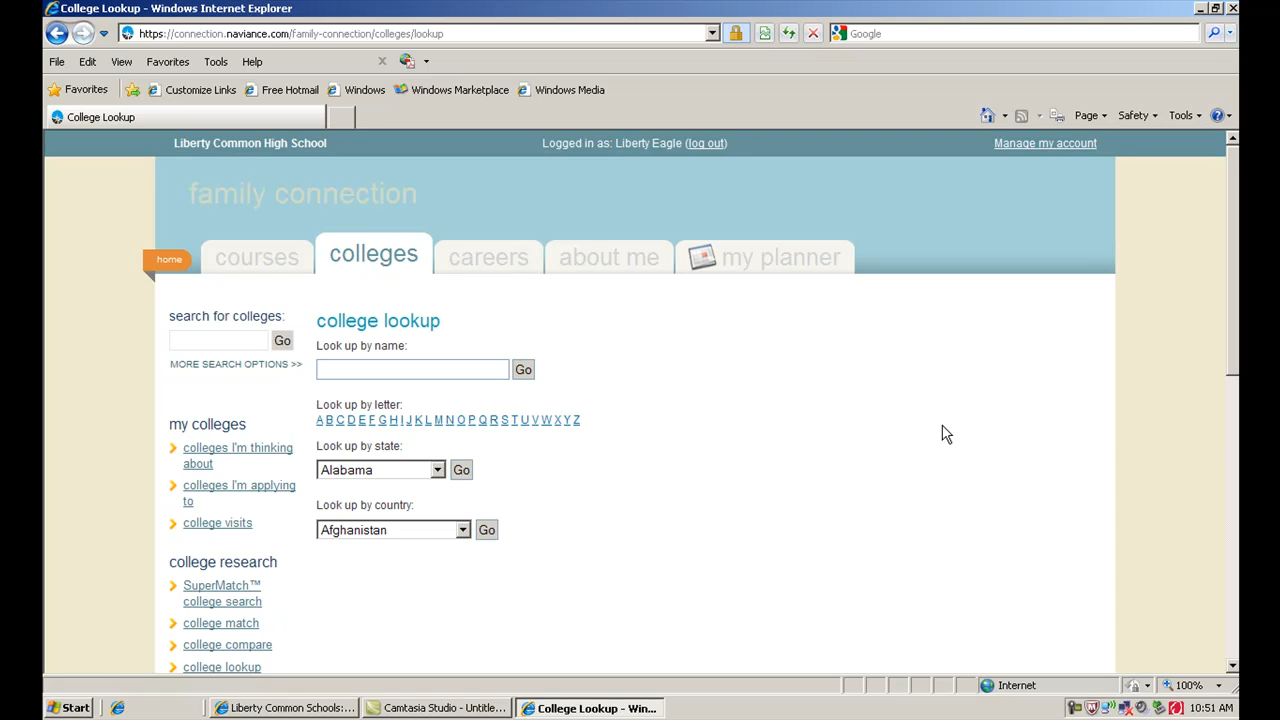 College Lookup - Windows Internet Explorer
https://connection.naviance.com/family-connection/colleges/lookup
Google
File Edit View Favorites Tools Help
Favorites Customize Links Free Hotmail Windows Windows Marketplace Windows Media
College Lookup
Page Safety Tools
Liberty Common High School
Logged in as: Liberty Eagle (log out)
Manage my account
family connection
home courses colleges careers about me my planner
search for colleges:
Go
MORE SEARCH OPTIONS >>
my colleges
colleges I'm thinking
about
colleges I'm applying
to
college visits
college research
SuperMatch™
college search
college match
college compare
college lookup
college lookup
Look up by name:
Go
Look up by letter:
A B C D E F G H I J K L M N O P Q R S T U V W X Y Z
Look up by state:
Alabama Go
Look up by country:
Afghanistan Go
Internet 100%
Start Liberty Common Schools:... Camtasia Studio - Untitle... College Lookup - Win... 10:51 AM